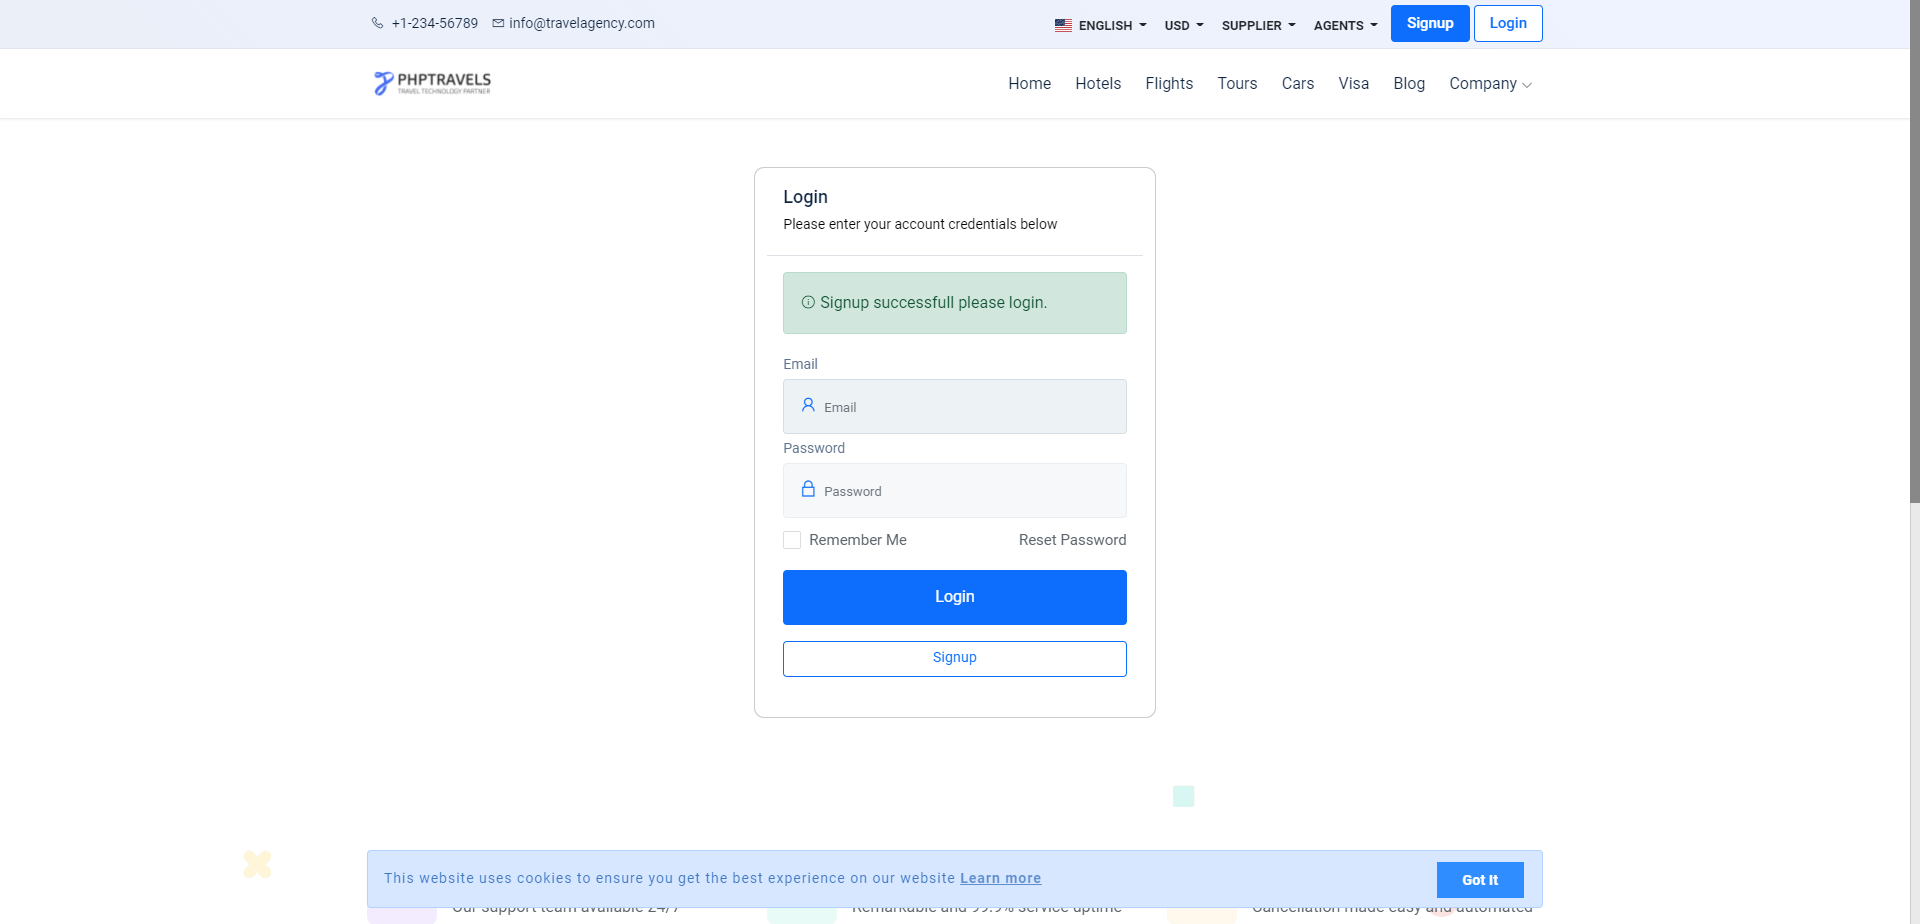 +1-234-56789 info@travelagency.com ENGLISH USD SUPPLIER AGENTS Signup Login
PHPTRAVELS
TRAVEL TECHNOLOGY PARTNER
Home Hotels Flights Tours Cars Visa Blog Company
Login
Please enter your account credentials below
Signup successfull please login.
Email
Email
Password
Password
Remember Me Reset Password
Login
Signup
This website uses cookies to ensure you get the best experience on our website Learn more Got It
Our support team available 24/7 Remarkable and 99.9% service uptime Cancellation made easy and automated